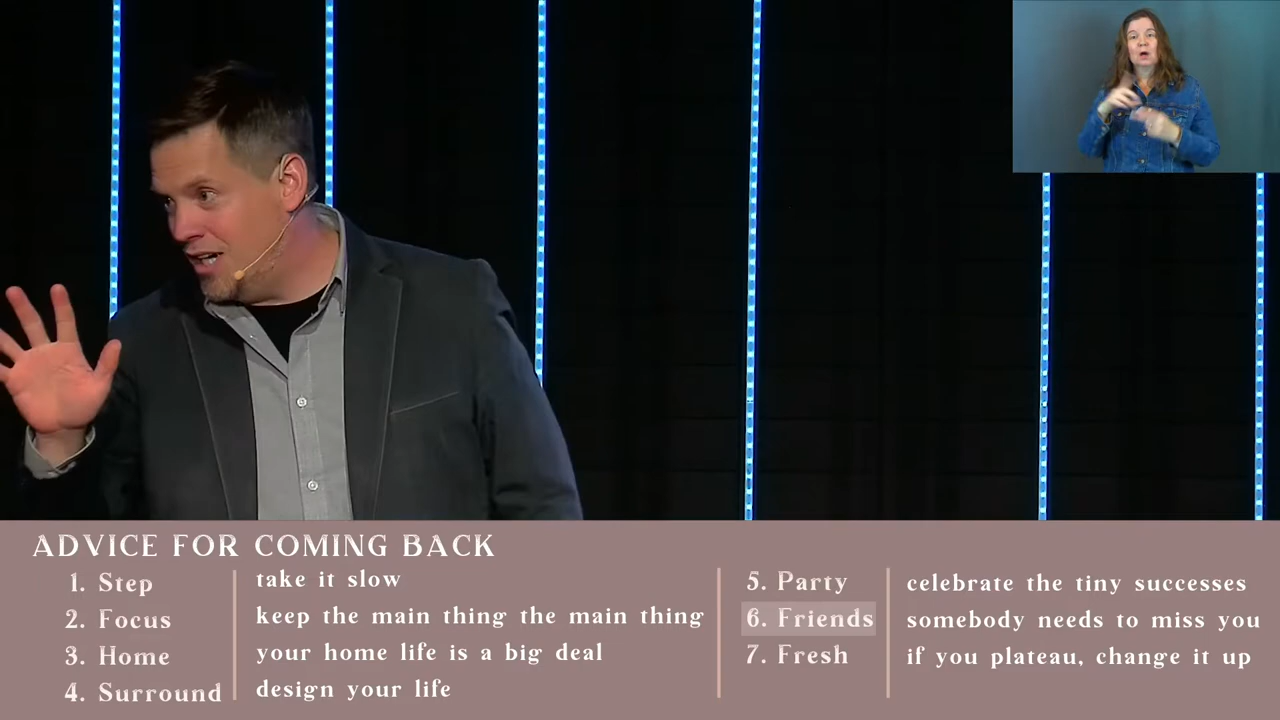 ADVICE FOR COMING BACK
1. Step take it slow
2. Focus keep the main thing the main thing
3. Home your home life is a big deal
4. Surround design your life
5. Party celebrate the tiny successes
6. Friends somebody needs to miss you
7. Fresh if you plateau, change it up